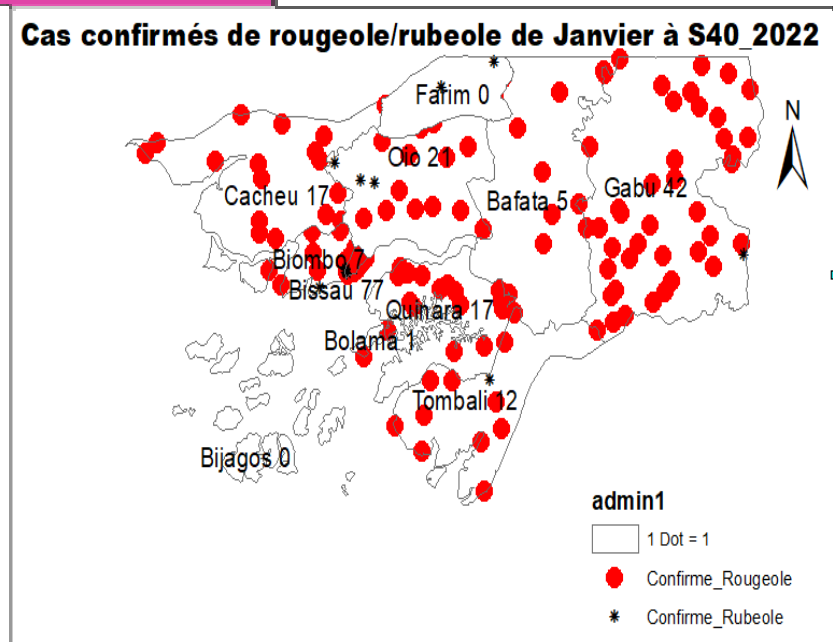 Cas confirmés de rougeole/rubeole de Janvier à S40_2022
N
Farim 0
Oio 21
Cacheu 17
Bafata 5
Gabu 42
Biombo 7
Bissau 77
Quinara 17
Bolama 1
Tombali 12
Bijagos 0
admin1
1 Dot = 1
Confirme_Rougeole
Confirme_Rubeole